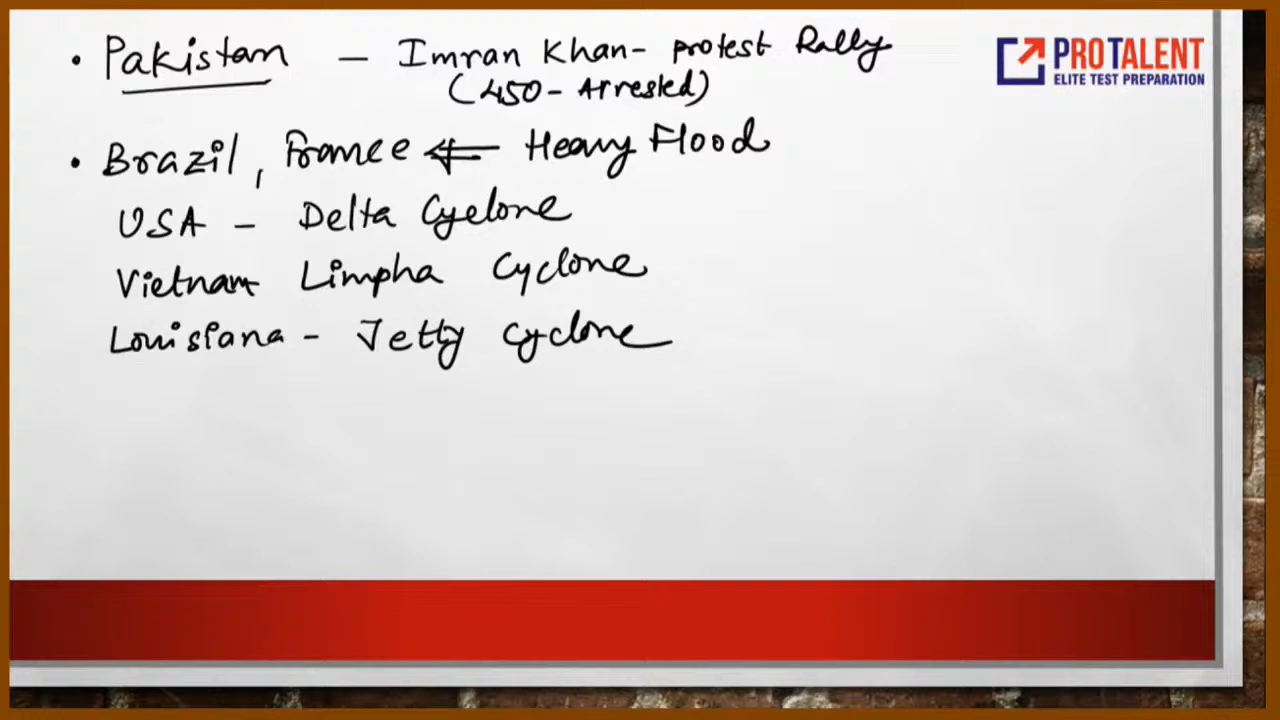 • Pakistan – Imran Khan- protest Rally
(450- Arrested)
• Brazil, France ⇐ Heavy Flood
USA – Delta Cyclone
Vietnam Limpha Cyclone
Louisiana – Jetty Cyclone
PROTALENT
ELITE TEST PREPARATION